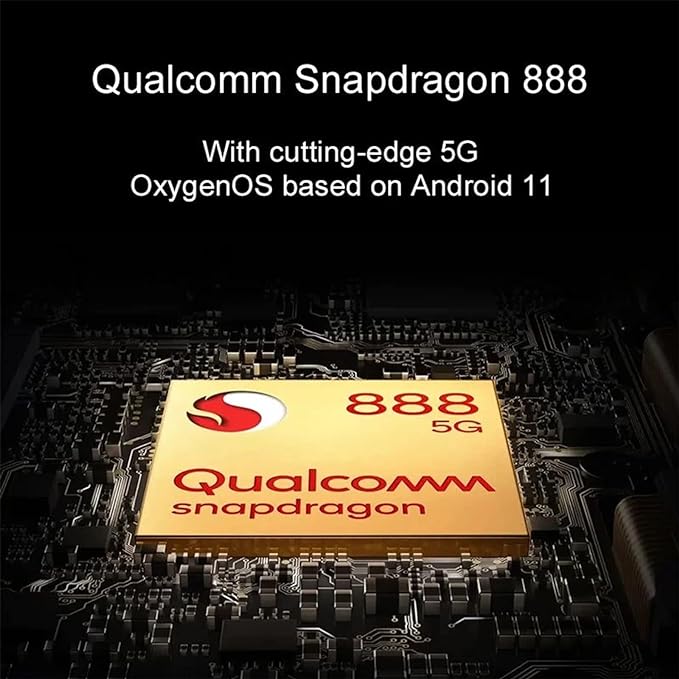 Qualcomm Snapdragon 888
With cutting-edge 5G
OxygenOS based on Android 11
888
5G
Qualcomm
snapdragon